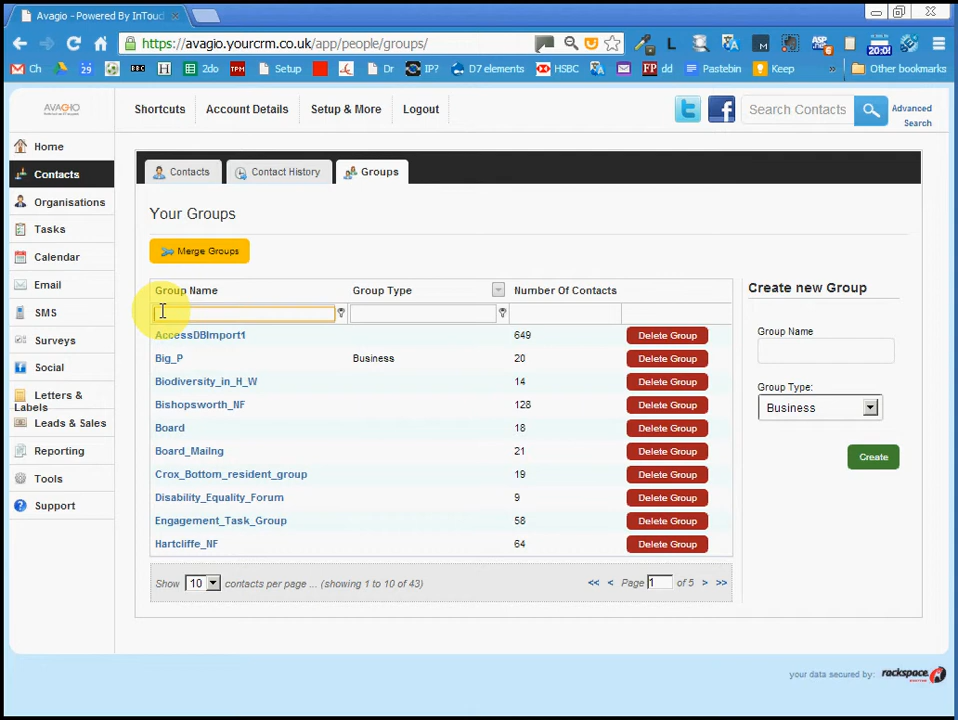 Avagio - Powered By InTouc
https://avagio.yourcrm.co.uk/app/people/groups/
Ch 29 BBC H 2do TPM Setup Dr IP? D7 elements HSBC FP dd Pastebin Keep » Other bookmarks
AVAGIO
Shortcuts Account Details Setup & More Logout
Search Contacts
Advanced
Search
Home
Contacts
Organisations
Tasks
Calendar
Email
SMS
Surveys
Social
Letters &
Labels
Leads & Sales
Reporting
Tools
Support
Contacts Contact History Groups
Your Groups
Merge Groups
Group Name Group Type Number Of Contacts
AccessDBImport1 649 Delete Group
Big_P Business 20 Delete Group
Biodiversity_in_H_W 14 Delete Group
Bishopsworth_NF 128 Delete Group
Board 18 Delete Group
Board_Mailng 21 Delete Group
Crox_Bottom_resident_group 19 Delete Group
Disability_Equality_Forum 9 Delete Group
Engagement_Task_Group 58 Delete Group
Hartcliffe_NF 64 Delete Group
Show 10 contacts per page ... (showing 1 to 10 of 43) << < Page 1 of 5 > >>
Create new Group
Group Name
Group Type:
Business
Create
your data secured by: rackspace